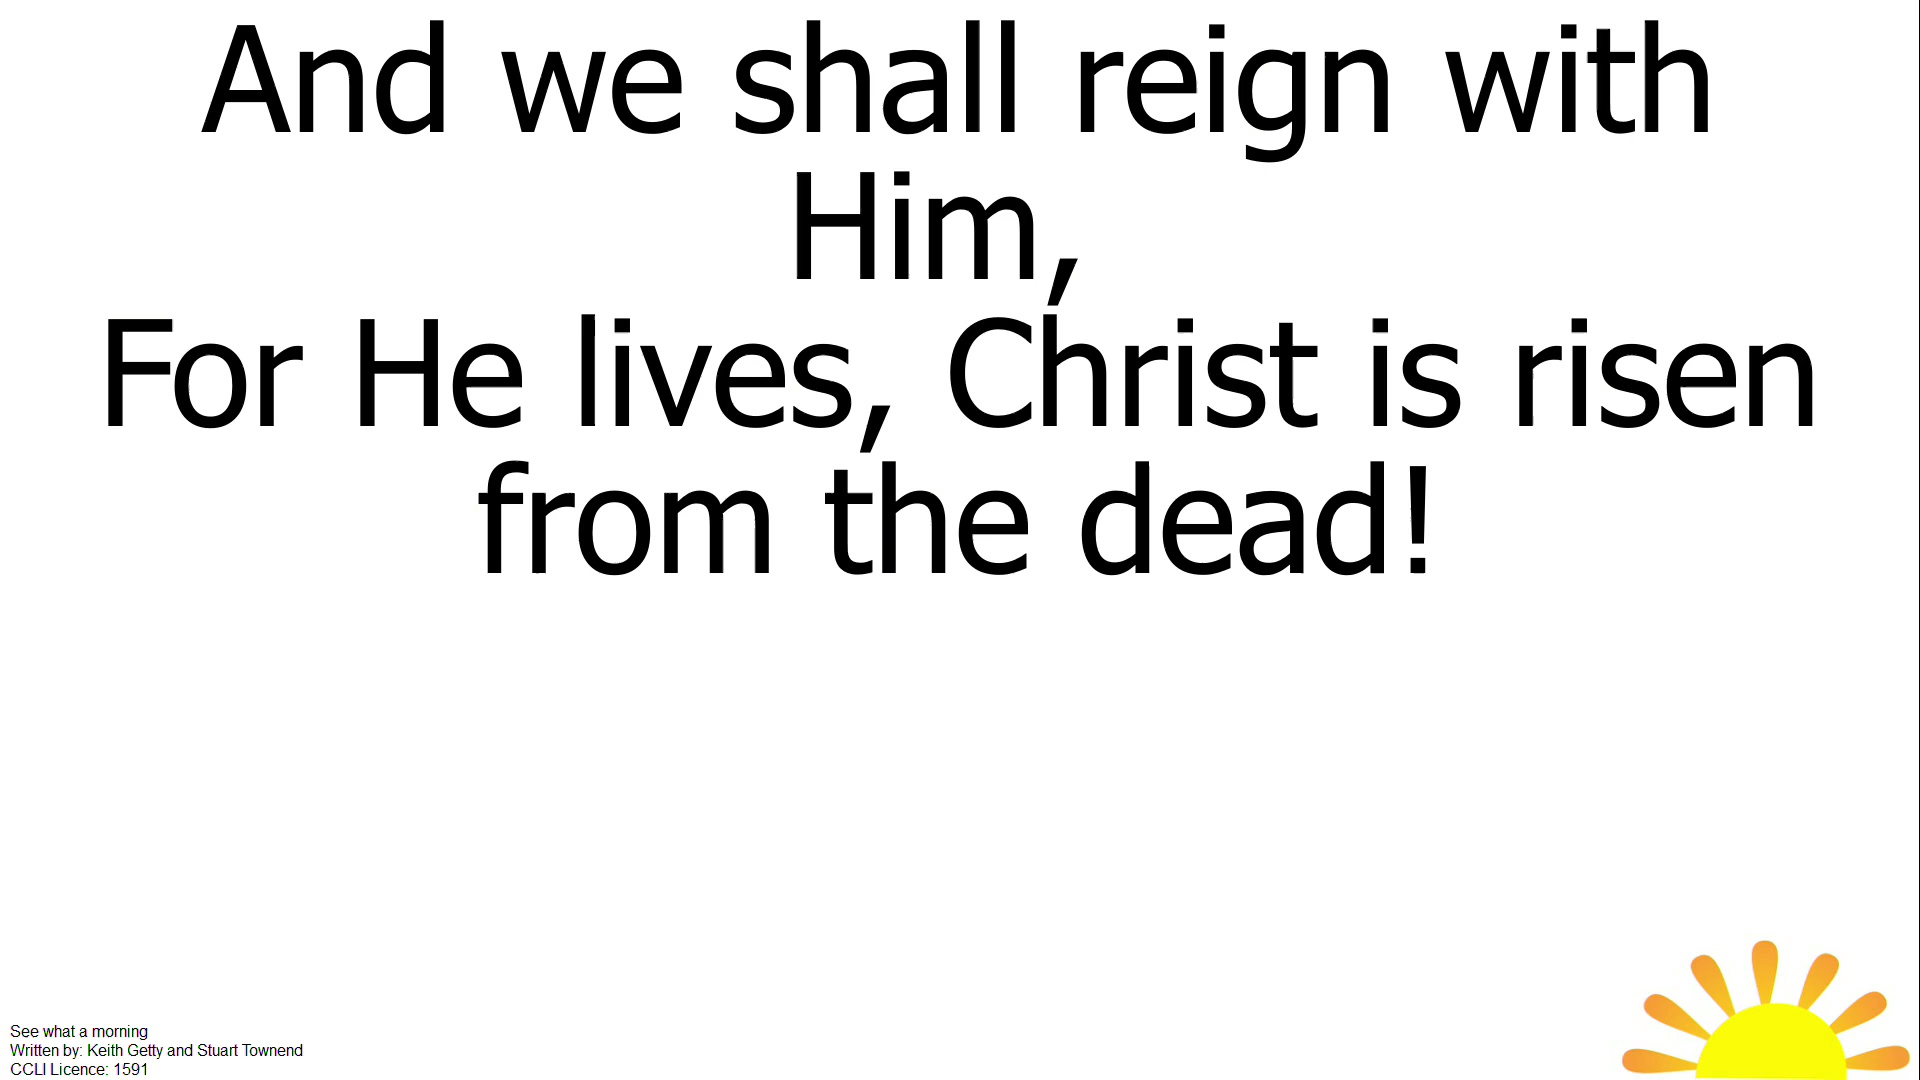 And we shall reign with
Him,
For He lives, Christ is risen
from the dead!
See what a morning
Written by: Keith Getty and Stuart Townend
CCLI Licence: 1591